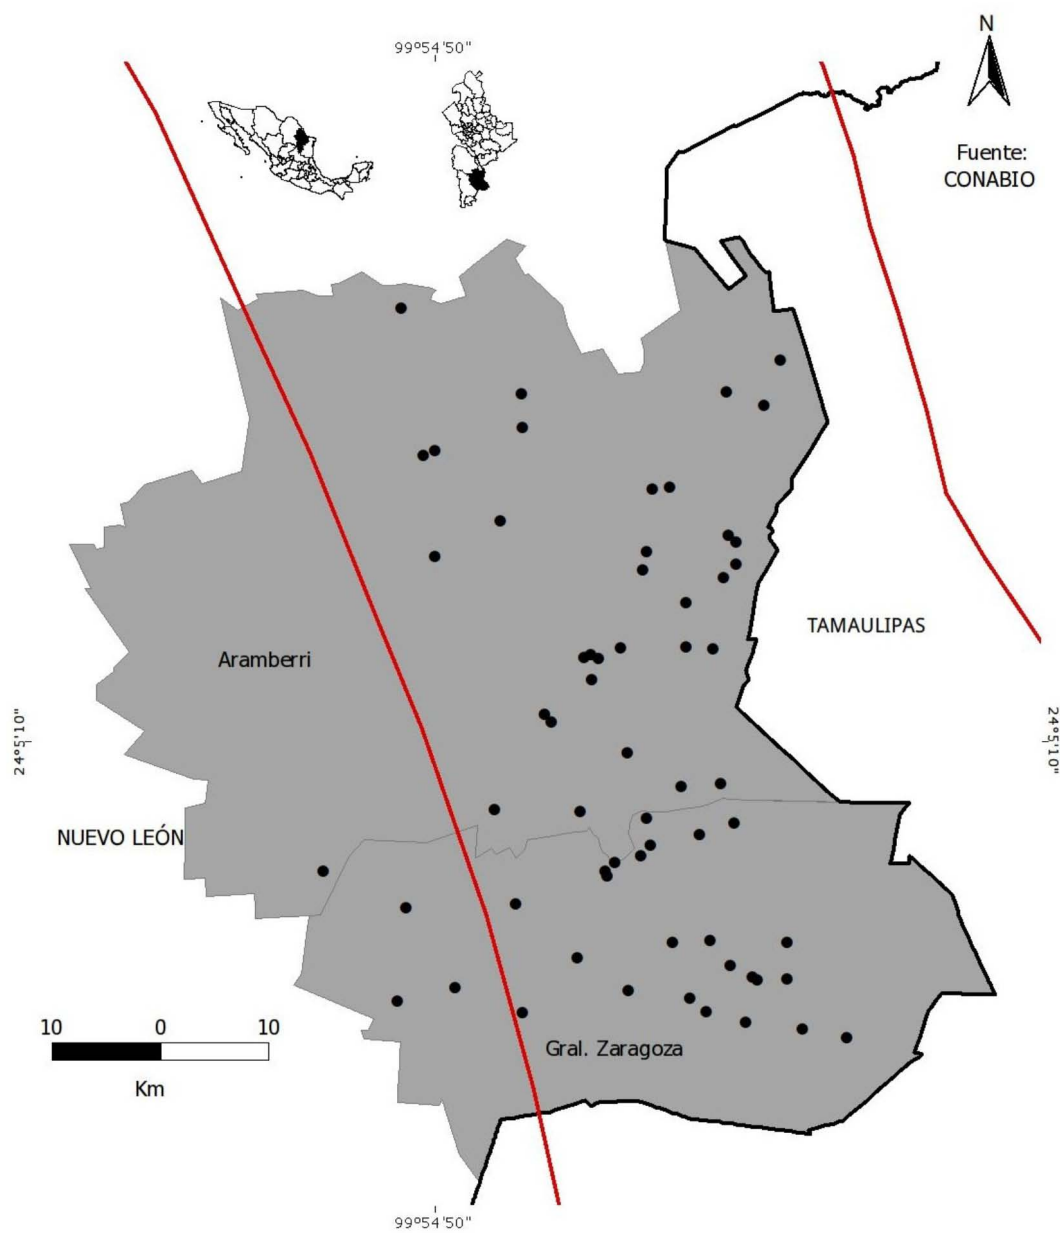 99°54'50"
N
Fuente:
CONABIO
TAMAULIPAS
Aramberri
24°5'10"
24°5'10"
NUEVO LEÓN
10 0 10
Km
Gral. Zaragoza
99°54'50"